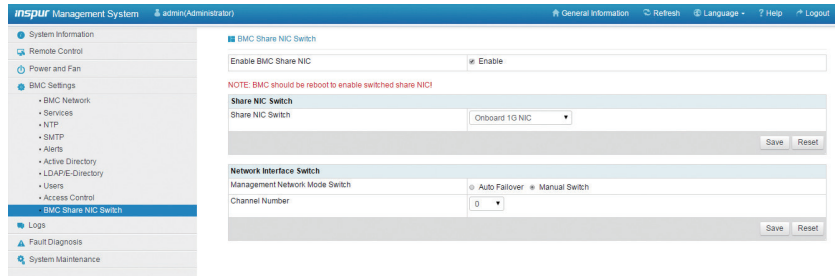 inspur Management System admin(Administrator) General Information Refresh Language Help Logout
System Information
Remote Control
Power and Fan
BMC Settings
• BMC Network
• Services
• NTP
• SMTP
• Alerts
• Active Directory
• LDAP/E-Directory
• Users
• Access Control
• BMC Share NIC Switch
Logs
Fault Diagnosis
System Maintenance
BMC Share NIC Switch
Enable BMC Share NIC Enable
NOTE: BMC should be reboot to enable switched share NIC!
Share NIC Switch
Share NIC Switch Onboard 1G NIC
Save Reset
Network Interface Switch
Management Network Mode Switch Auto Failover Manual Switch
Channel Number 0
Save Reset